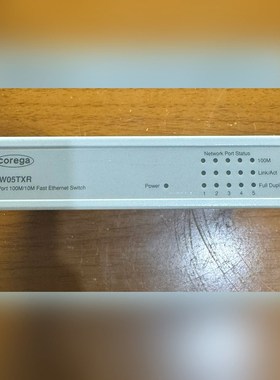 corega
W05TXR
Port 100M/10M Fast Ethernet Switch
Power
Network Port Status
100M
Link/Act
Full Dupl
1 2 3 4 5